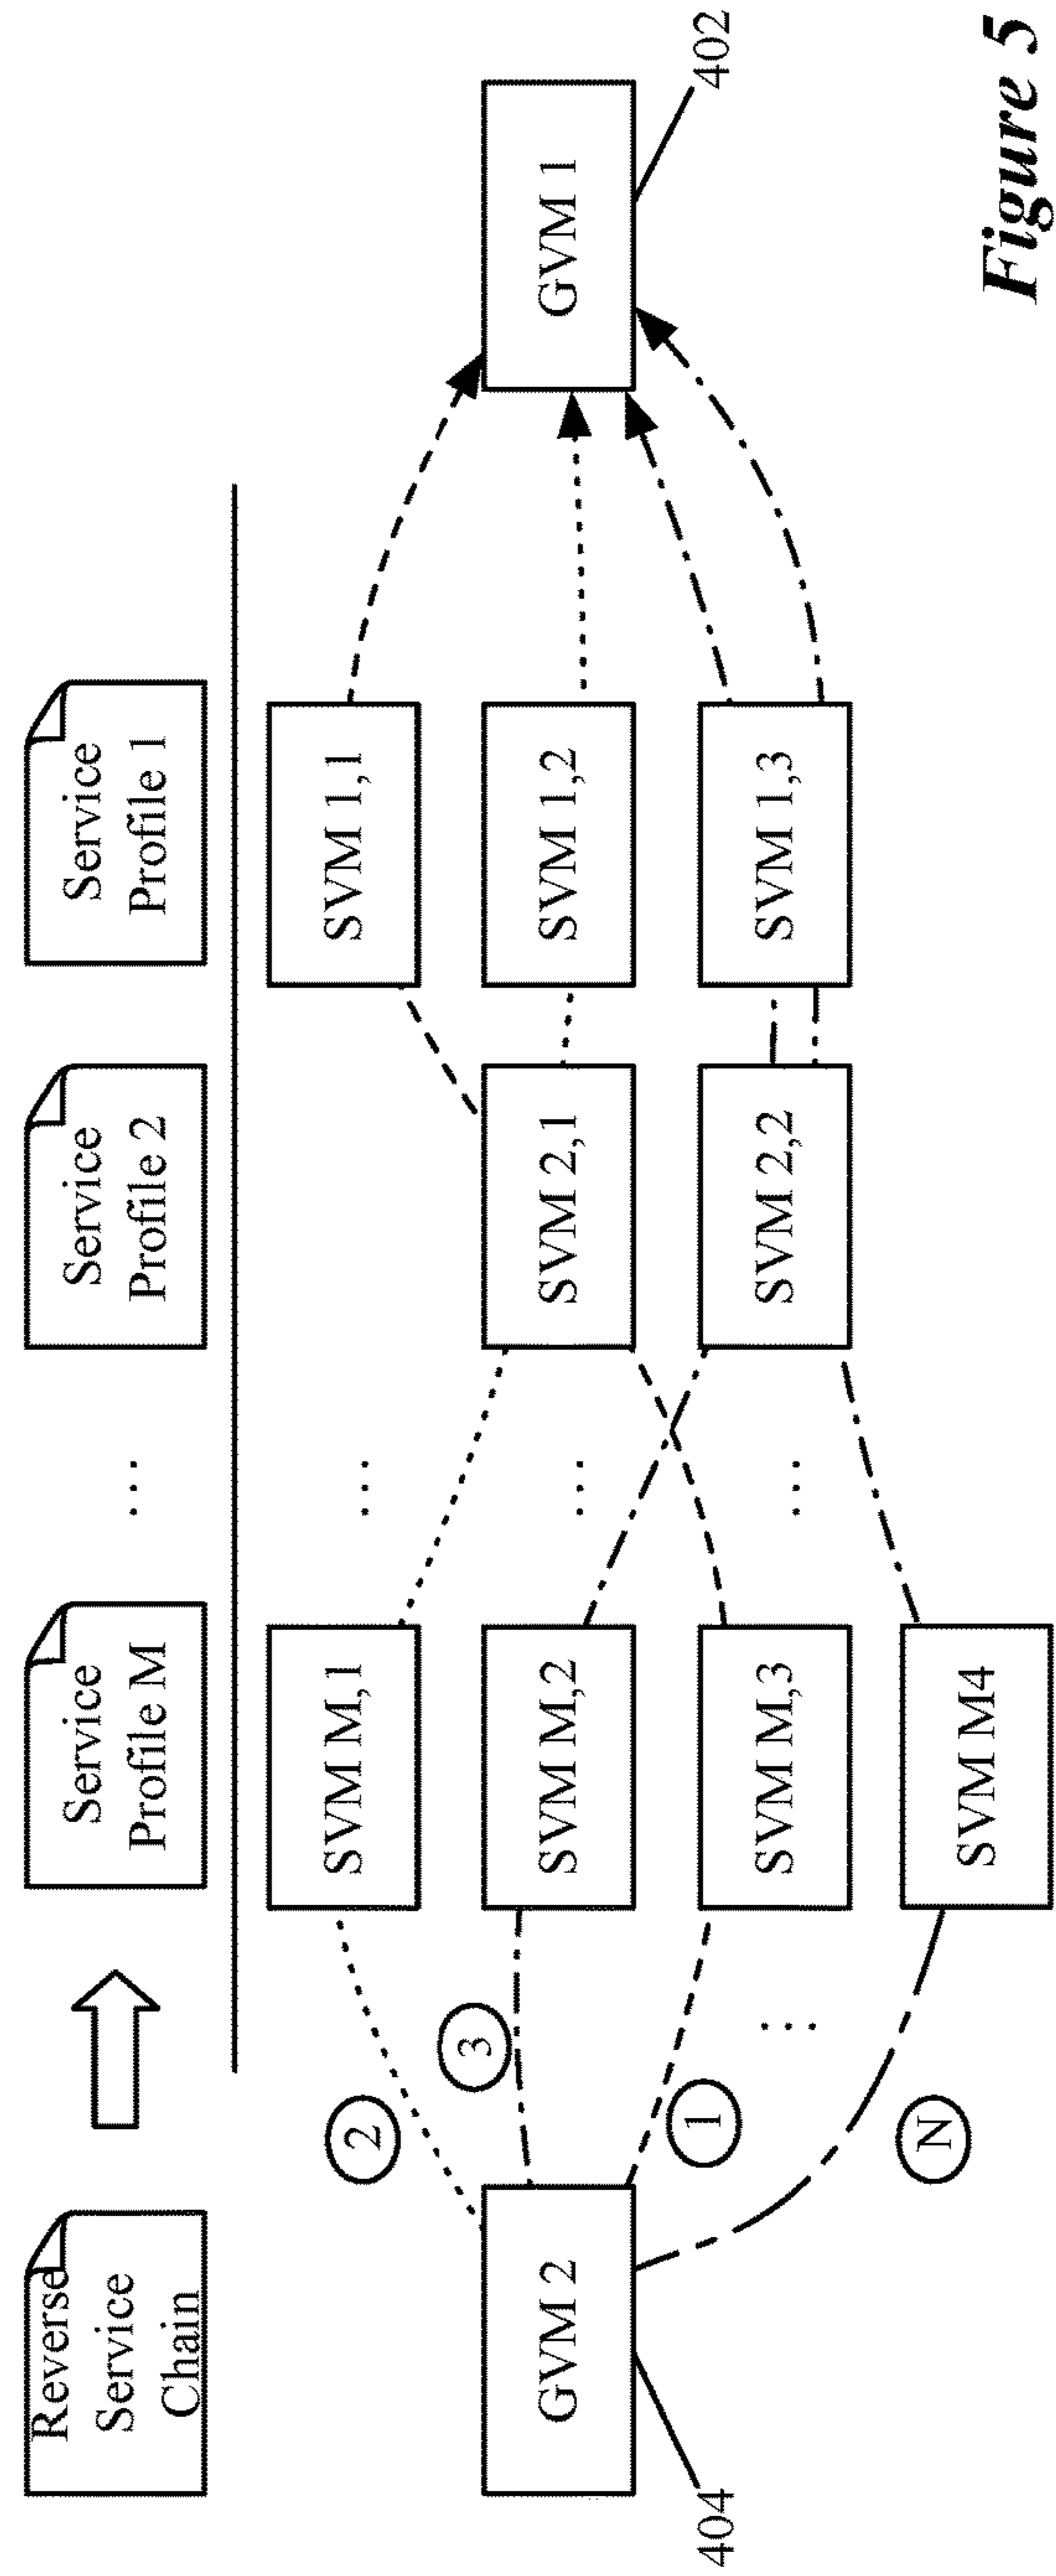 Reverse
Service
Chain
Service
Profile M
...
Service
Profile 2
Service
Profile 1
GVM 2
404
2
3
1
...
N
SVM M,1
SVM M,2
SVM M,3
SVM M4
...
...
...
SVM 2,1
SVM 2,2
SVM 1,1
SVM 1,2
SVM 1,3
GVM 1
402
Figure 5